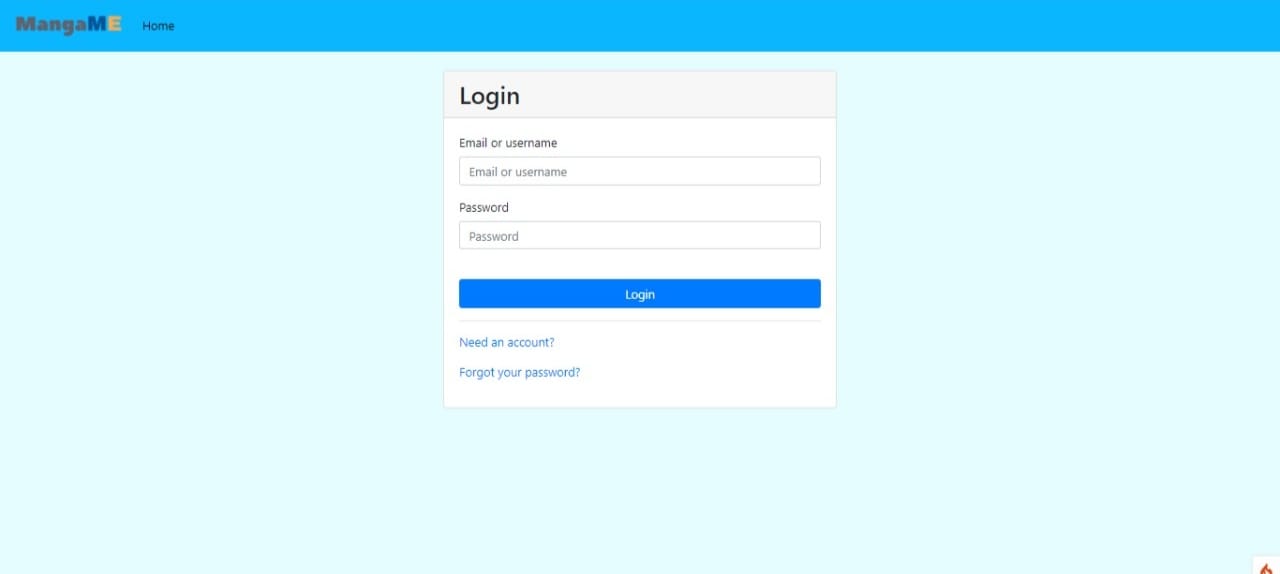 MangaME
Home
Login
Email or username
Email or username
Password
Password
Login
Need an account?
Forgot your password?